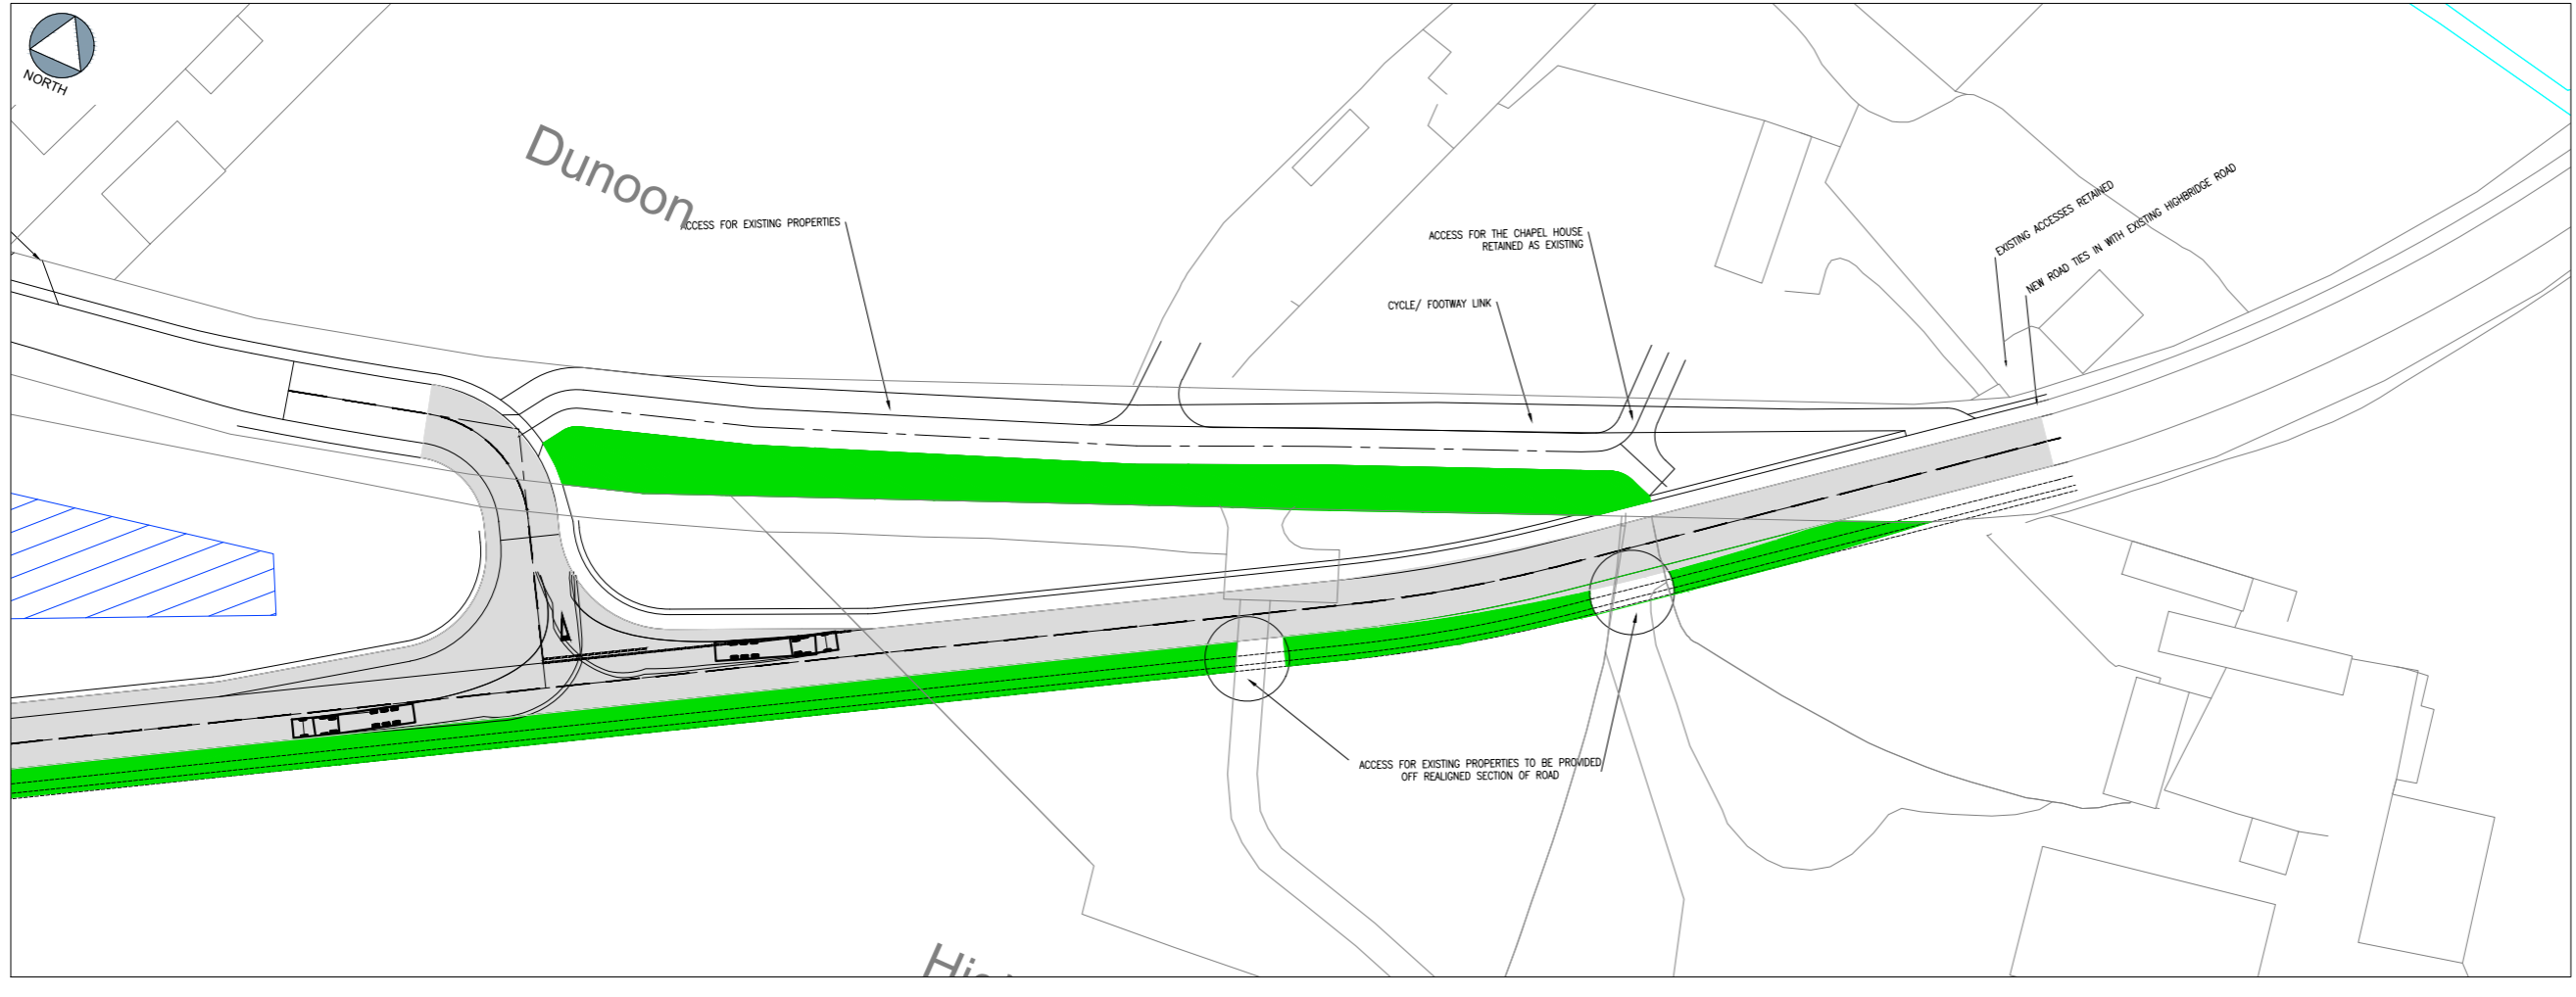 NORTH
Dunoon
ACCESS FOR EXISTING PROPERTIES
ACCESS FOR THE CHAPEL HOUSE
RETAINED AS EXISTING
CYCLE/ FOOTWAY LINK
EXISTING ACCESSES RETAINED
NEW ROAD TIES IN WITH EXISTING HIGHBRIDGE ROAD
ACCESS FOR EXISTING PROPERTIES TO BE PROVIDED
OFF REALIGNED SECTION OF ROAD